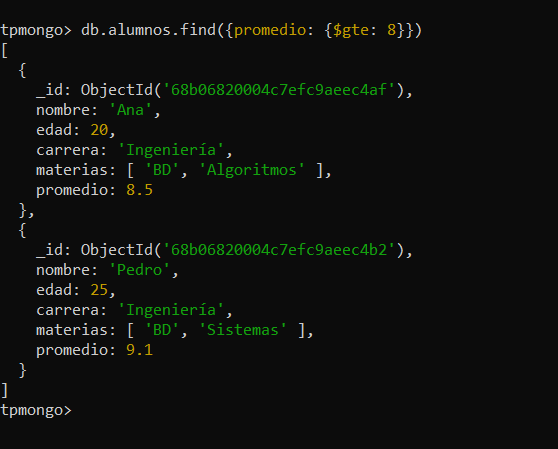 tpmongo> db.alumnos.find({promedio: {$gte: 8}})
[
  {
    _id: ObjectId('68b06820004c7efc9aeec4af'),
    nombre: 'Ana',
    edad: 20,
    carrera: 'Ingeniería',
    materias: [ 'BD', 'Algoritmos' ],
    promedio: 8.5
  },
  {
    _id: ObjectId('68b06820004c7efc9aeec4b2'),
    nombre: 'Pedro',
    edad: 25,
    carrera: 'Ingeniería',
    materias: [ 'BD', 'Sistemas' ],
    promedio: 9.1
  }
]
tpmongo>